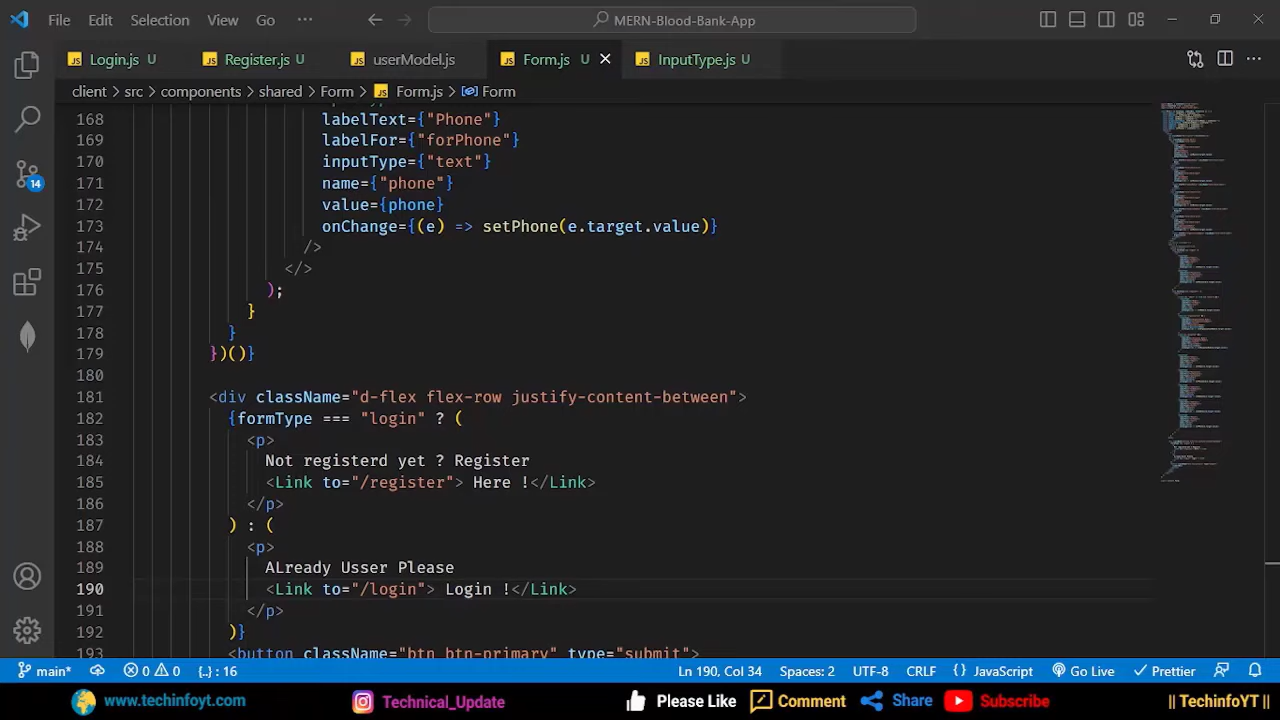 File Edit Selection View Go ··· MERN-Blood-Bank-App
Login.js U Register.js U userModel.js Form.js U InputType.js U
client > src > components > shared > Form > Form.js > Form
168 labelText={"Phone"}
169 labelFor={"forPhone"}
170 inputType={"text"}
171 name={"phone"}
172 value={phone}
173 onChange={(e) => setPhone(e.target.value)}
174 />
175 </>
176 );
177 }
178 }
179 })()}
180
181 <div className="d-flex flex-row justify-content-between">
182 {formType === "login" ? (
183 <p>
184 Not registerd yet ? Register
185 <Link to="/register"> Here !</Link>
186 </p>
187 ) : (
188 <p>
189 ALready Usser Please
190 <Link to="/login"> Login !</Link>
191 </p>
192 )}
193 <button className="btn btn-primary" type="submit">
14
main* 0 0 {..} : 16 Ln 190, Col 34 Spaces: 2 UTF-8 CRLF {} JavaScript Go Live Prettier
www.techinfoyt.com Technical_Update Please Like Comment Share Subscribe || TechinfoYT ||